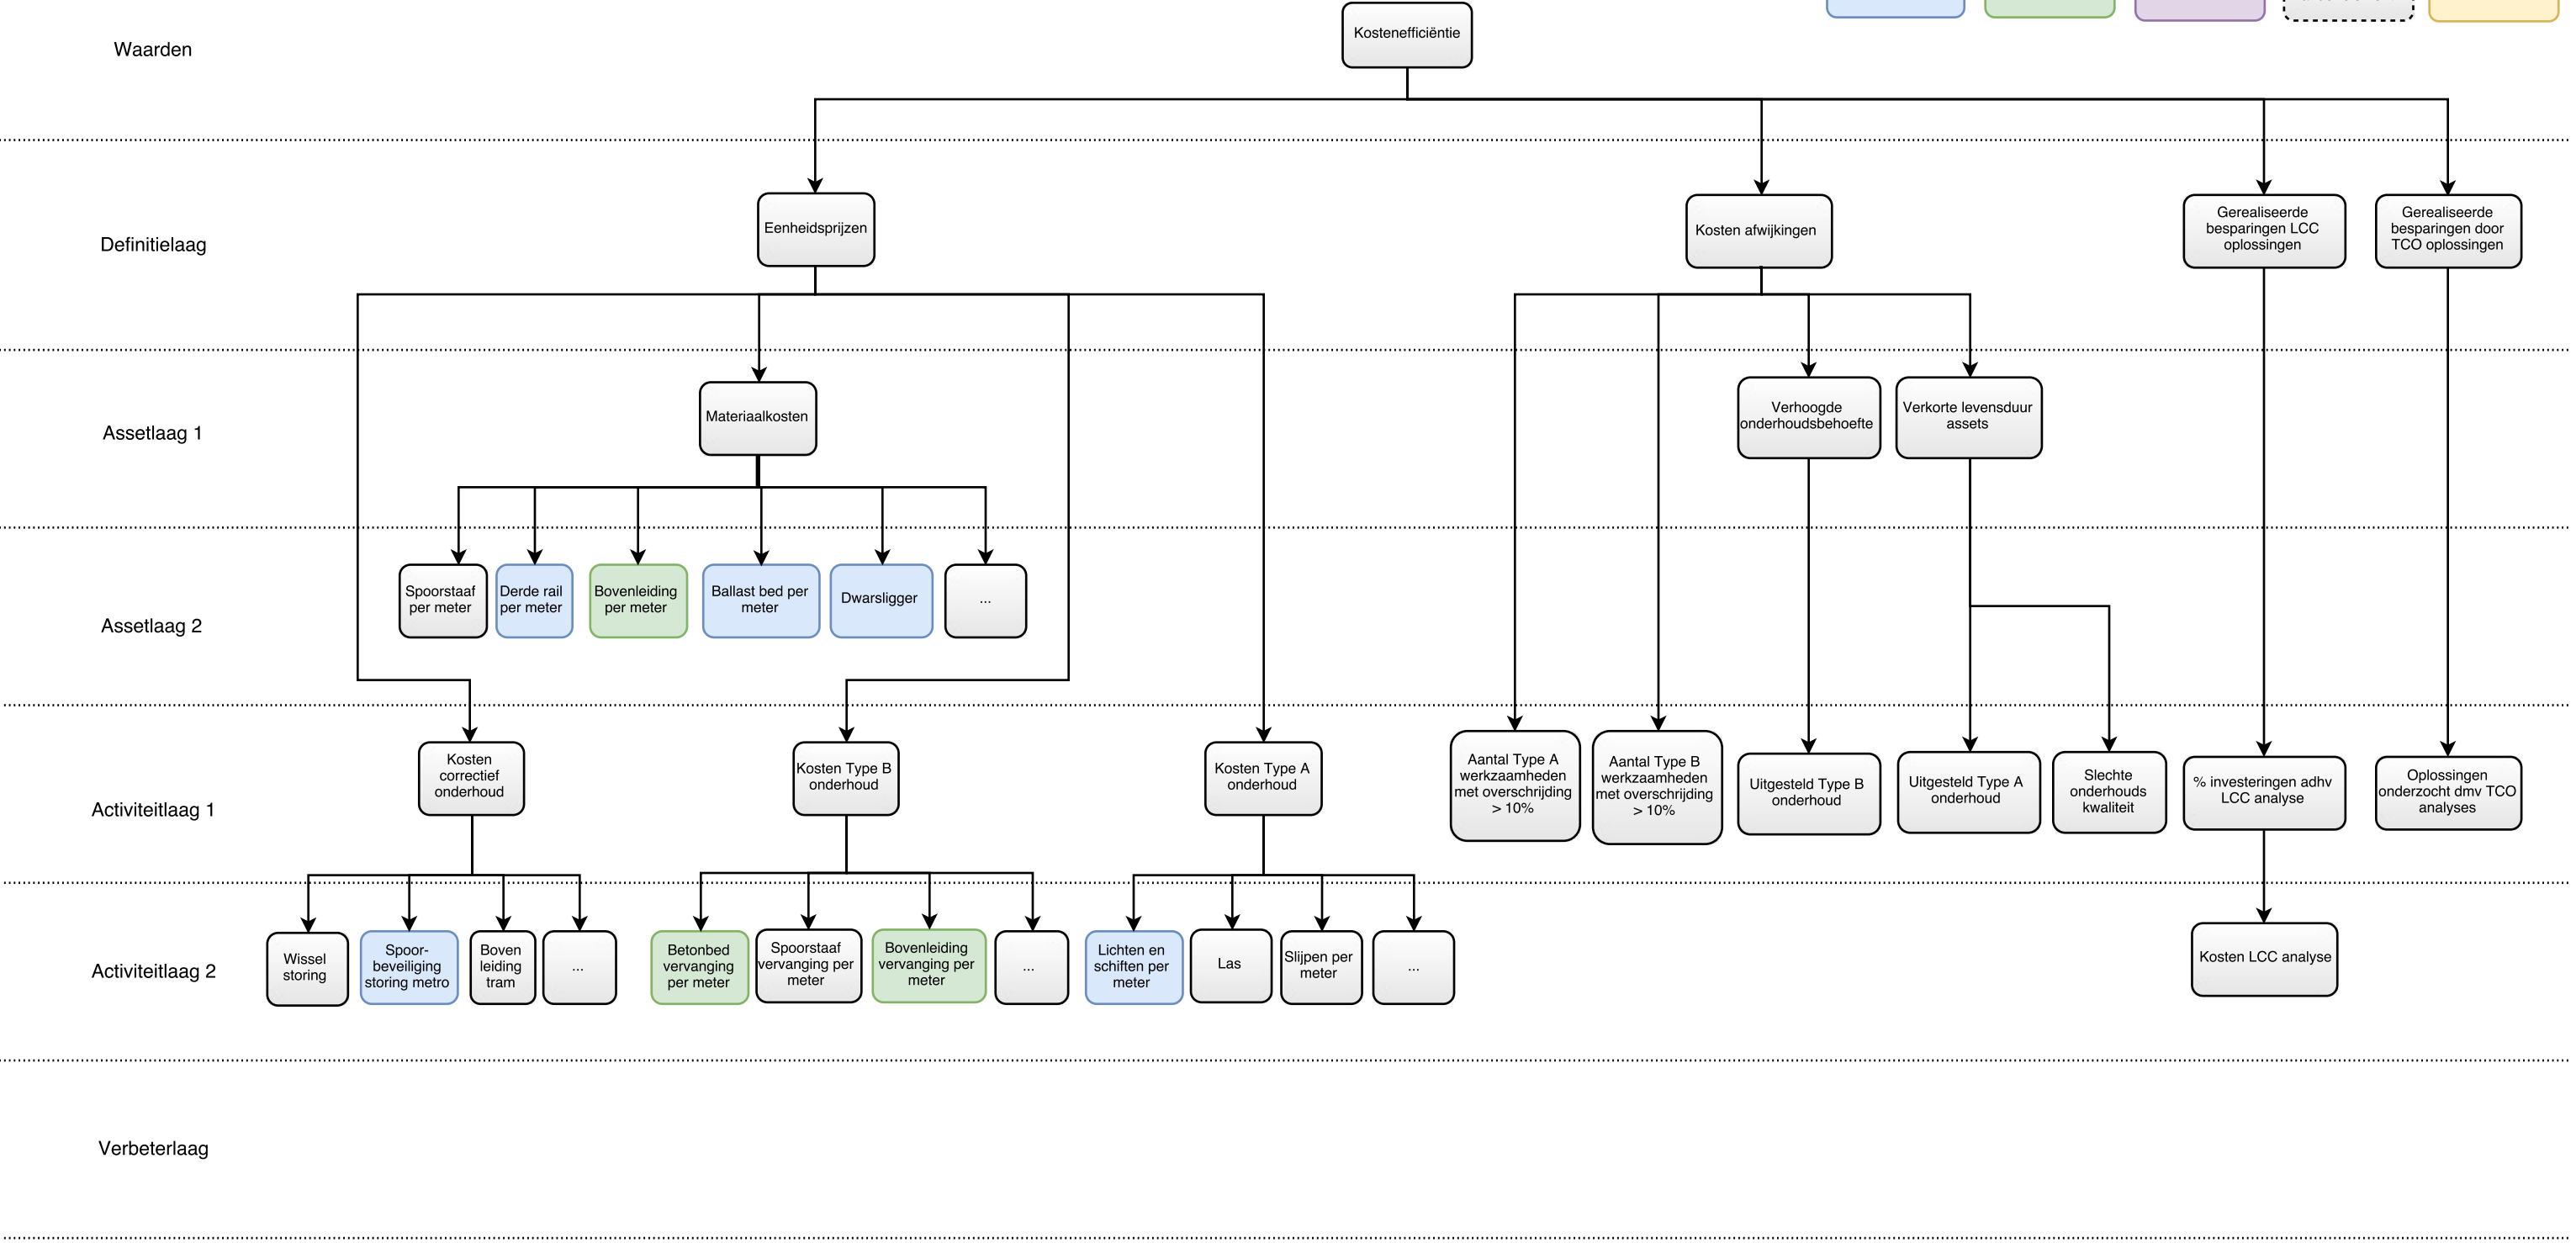 Kostenefficiëntie
Waarden
Definitielaag
Eenheidsprijzen
Kosten afwijkingen
Gerealiseerde
besparingen LCC
oplossingen
Gerealiseerde
besparingen door
TCO oplossingen
Assetlaag 1
Materiaalkosten
Verhoogde
onderhoudsbehoefte
Verkorte levensduur
assets
Assetlaag 2
Spoorstaaf
per meter
Derde rail
per meter
Bovenleiding
per meter
Ballast bed per
meter
Dwarsligger
...
Activiteitlaag 1
Kosten
correctief
onderhoud
Kosten Type B
onderhoud
Kosten Type A
onderhoud
Aantal Type A
werkzaamheden
met overschrijding
> 10%
Aantal Type B
werkzaamheden
met overschrijding
> 10%
Uitgesteld Type B
onderhoud
Uitgesteld Type A
onderhoud
Slechte
onderhouds
kwaliteit
% investeringen adhv
LCC analyse
Oplossingen
onderzocht dmv TCO
analyses
Activiteitlaag 2
Wissel
storing
Spoor-
beveiliging
storing metro
Boven
leiding
tram
...
Betonbed
vervanging
per meter
Spoorstaaf
vervanging per
meter
Bovenleiding
vervanging per
meter
...
Lichten en
schiften per
meter
Las
Slijpen per
meter
...
Kosten LCC analyse
Verbeterlaag